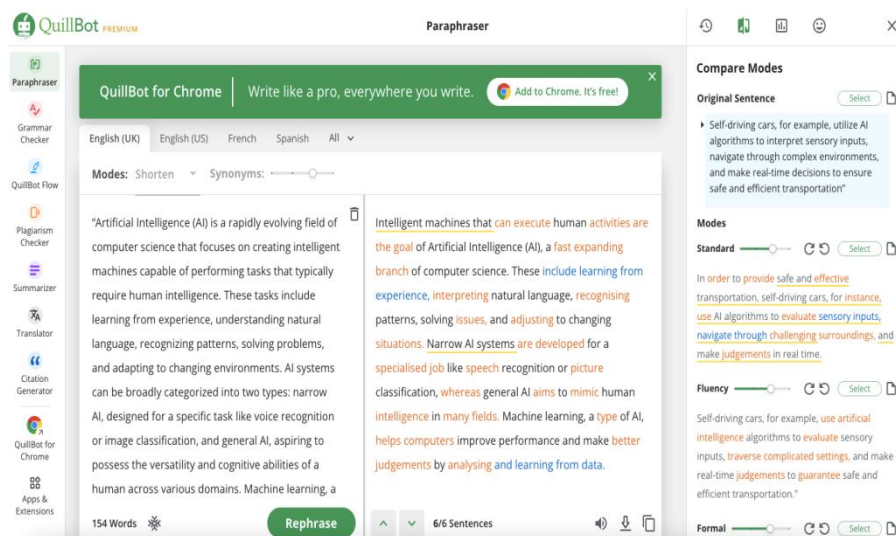 QuillBot PREMIUM
Paraphraser
Paraphraser
Grammar
Checker
QuillBot Flow
Plagiarism
Checker
Summarizer
Translator
Citation
Generator
QuillBot for
Chrome
Apps &
Extensions
QuillBot for Chrome
Write like a pro, everywhere you write.
Add to Chrome. It's free!
English (UK) English (US) French Spanish All
Modes: Shorten Synonyms:
“Artificial Intelligence (AI) is a rapidly evolving field of
computer science that focuses on creating intelligent
machines capable of performing tasks that typically
require human intelligence. These tasks include
learning from experience, understanding natural
language, recognizing patterns, solving problems,
and adapting to changing environments. AI systems
can be broadly categorized into two types: narrow
AI, designed for a specific task like voice recognition
or image classification, and general AI, aspiring to
possess the versatility and cognitive abilities of a
human across various domains. Machine learning, a
154 Words
Rephrase
Intelligent machines that can execute human activities are
the goal of Artificial Intelligence (AI), a fast expanding
branch of computer science. These include learning from
experience, interpreting natural language, recognising
patterns, solving issues, and adjusting to changing
situations. Narrow AI systems are developed for a
specialised job like speech recognition or picture
classification, whereas general AI aims to mimic human
intelligence in many fields. Machine learning, a type of AI,
helps computers improve performance and make better
judgements by analysing and learning from data.
6/6 Sentences
Compare Modes
Original Sentence Select
Self-driving cars, for example, utilize AI
algorithms to interpret sensory inputs,
navigate through complex environments,
and make real-time decisions to ensure
safe and efficient transportation”
Modes
Standard Select
In order to provide safe and effective
transportation, self-driving cars, for instance,
use AI algorithms to evaluate sensory inputs,
navigate through challenging surroundings, and
make judgements in real time.
Fluency Select
Self-driving cars, for example, use artificial
intelligence algorithms to evaluate sensory
inputs, traverse complicated settings, and make
real-time judgements to guarantee safe and
efficient transportation."
Formal Select